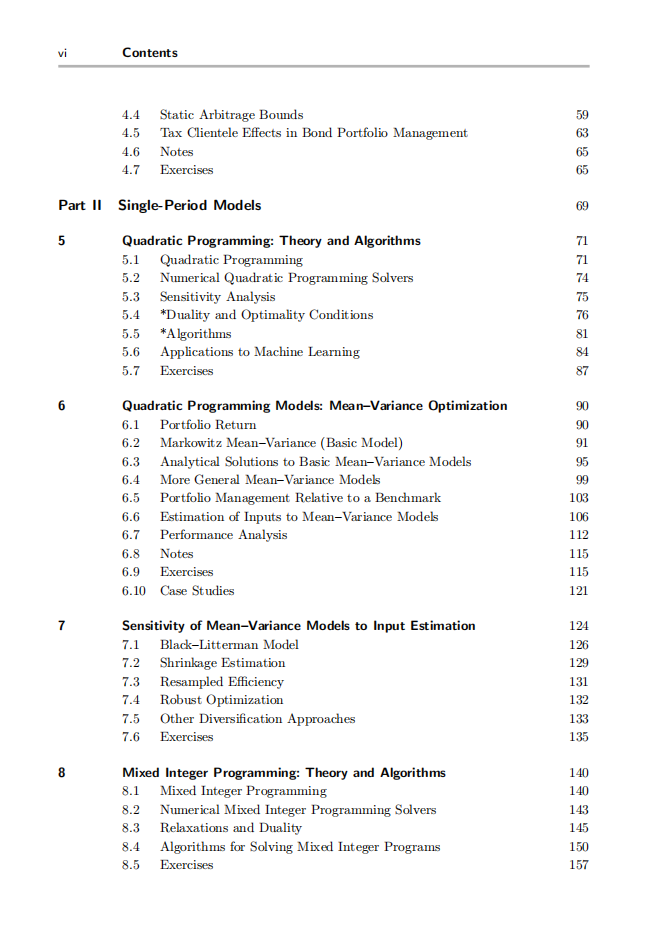 vi Contents
4.4 Static Arbitrage Bounds 59
4.5 Tax Clientele Effects in Bond Portfolio Management 63
4.6 Notes 65
4.7 Exercises 65
Part II Single-Period Models 69
5 Quadratic Programming: Theory and Algorithms 71
5.1 Quadratic Programming 71
5.2 Numerical Quadratic Programming Solvers 74
5.3 Sensitivity Analysis 75
5.4 *Duality and Optimality Conditions 76
5.5 *Algorithms 81
5.6 Applications to Machine Learning 84
5.7 Exercises 87
6 Quadratic Programming Models: Mean–Variance Optimization 90
6.1 Portfolio Return 90
6.2 Markowitz Mean–Variance (Basic Model) 91
6.3 Analytical Solutions to Basic Mean–Variance Models 95
6.4 More General Mean–Variance Models 99
6.5 Portfolio Management Relative to a Benchmark 103
6.6 Estimation of Inputs to Mean–Variance Models 106
6.7 Performance Analysis 112
6.8 Notes 115
6.9 Exercises 115
6.10 Case Studies 121
7 Sensitivity of Mean–Variance Models to Input Estimation 124
7.1 Black–Litterman Model 126
7.2 Shrinkage Estimation 129
7.3 Resampled Efficiency 131
7.4 Robust Optimization 132
7.5 Other Diversification Approaches 133
7.6 Exercises 135
8 Mixed Integer Programming: Theory and Algorithms 140
8.1 Mixed Integer Programming 140
8.2 Numerical Mixed Integer Programming Solvers 143
8.3 Relaxations and Duality 145
8.4 Algorithms for Solving Mixed Integer Programs 150
8.5 Exercises 157